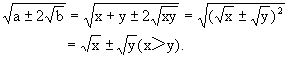 √(a ± 2√b) = √(x + y ± 2√(xy)) = √((√x ± √y)²)
= √x ± √y (x > y).